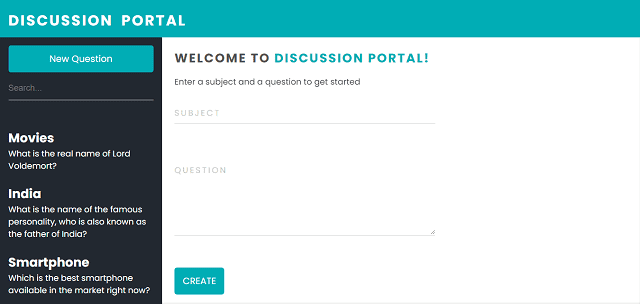 DISCUSSION PORTAL
New Question
Search...
Movies
What is the real name of Lord
Voldemort?
India
What is the name of the famous
personality, who is also known as
the father of India?
Smartphone
Which is the best smartphone
available in the market right now?
WELCOME TO DISCUSSION PORTAL!
Enter a subject and a question to get started
SUBJECT
QUESTION
CREATE